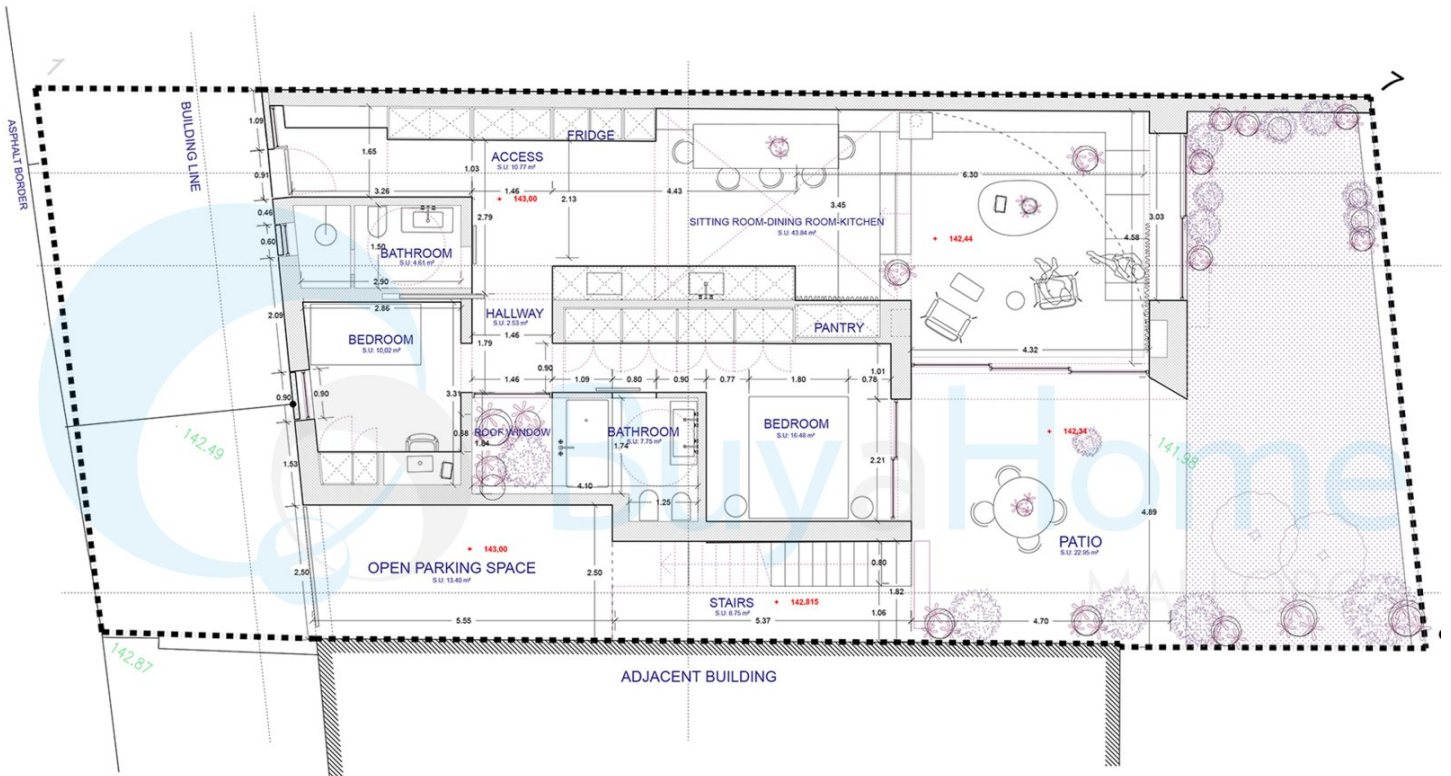 ASPHALT BORDER
BUILDING LINE
1.09
0.91
0.46
0.60
2.09
0.90
1.53
2.50
1.65
3.26
ACCESS
S.U: 10.77 m²
FRIDGE
1.03
1.46
4.43
2.13
2.79
143,00
6.30
3.45
SITTING ROOM-DINING ROOM-KITCHEN
S.U: 43.84 m²
142,44
4.58
3.03
1.50
BATHROOM
S.U: 4.61 m²
2.90
2.86
HALLWAY
S.U: 2.53 m²
1.46
1.79
PANTRY
BEDROOM
S.U: 10,02 m²
4.32
0.90
1.46
1.09
0.80
0.90
0.77
1.80
0.78
1.01
0.90
3.31
ROOF WINDOW
1.84
BATHROOM
S.U: 7.75 m²
1.74
BEDROOM
S.U: 16.48 m²
2.21
142,34
142.49
141.98
4.10
1.25
4.89
BuyaHome
PATIO
S.U: 22.95 m²
143,00
OPEN PARKING SPACE
S.U: 13.40 m²
2.50
0.80
1.82
STAIRS
S.U: 8.75 m²
142,815
1.06
5.55
5.37
4.70
142.87
ADJACENT BUILDING